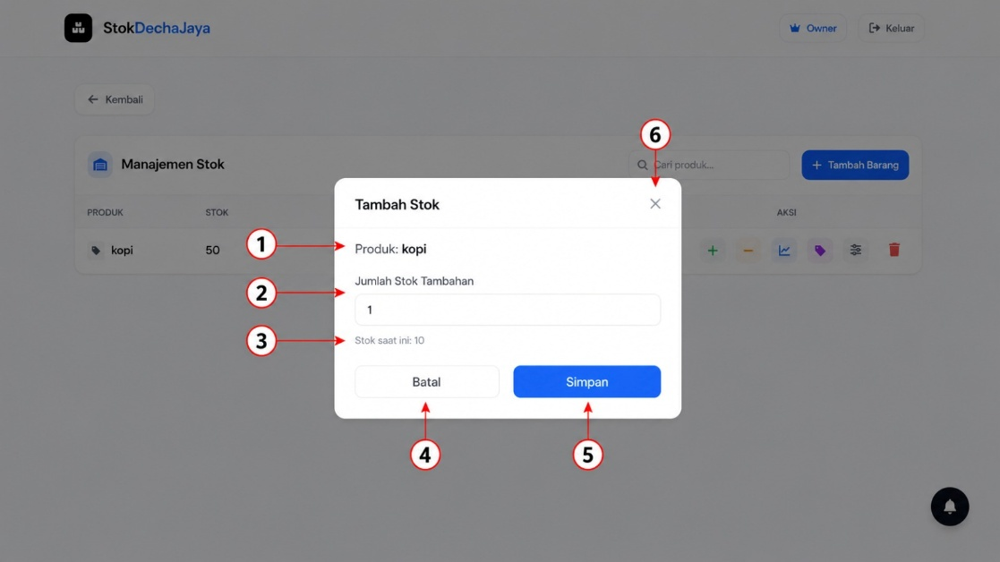 StokDechaJaya
Owner
Keluar
Kembali
Manajemen Stok
Cari produk...
+ Tambah Barang
PRODUK
STOK
AKSI
kopi
50
Tambah Stok
Produk: kopi
Jumlah Stok Tambahan
1
Stok saat ini: 10
Batal
Simpan
1
2
3
4
5
6